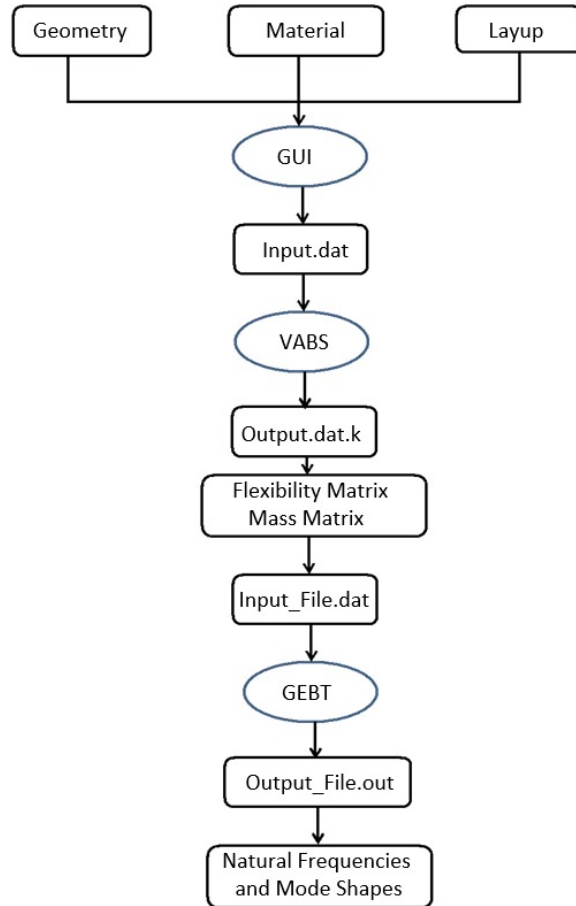 Geometry
Material
Layup
GUI
Input.dat
VABS
Output.dat.k
Flexibility Matrix
Mass Matrix
Input_File.dat
GEBT
Output_File.out
Natural Frequencies
and Mode Shapes